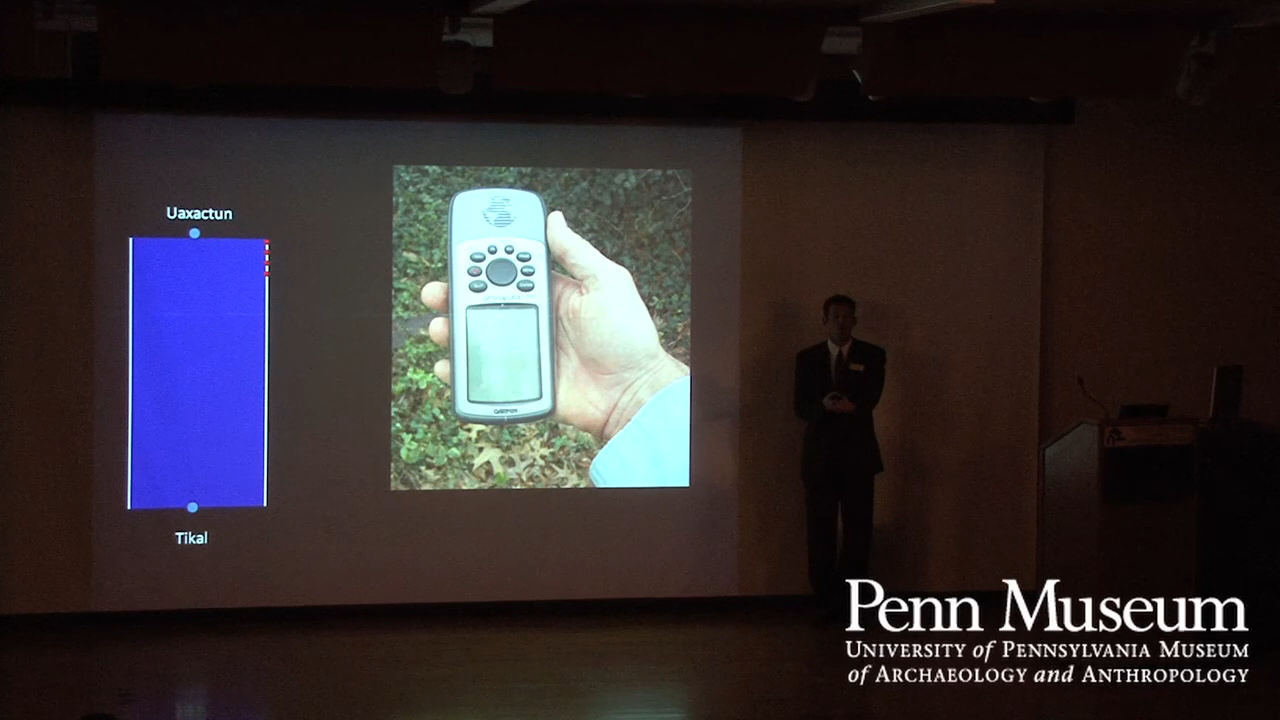 Uaxactun
Tikal
GARMIN
Penn Museum
University of Pennsylvania Museum
of Archaeology and Anthropology